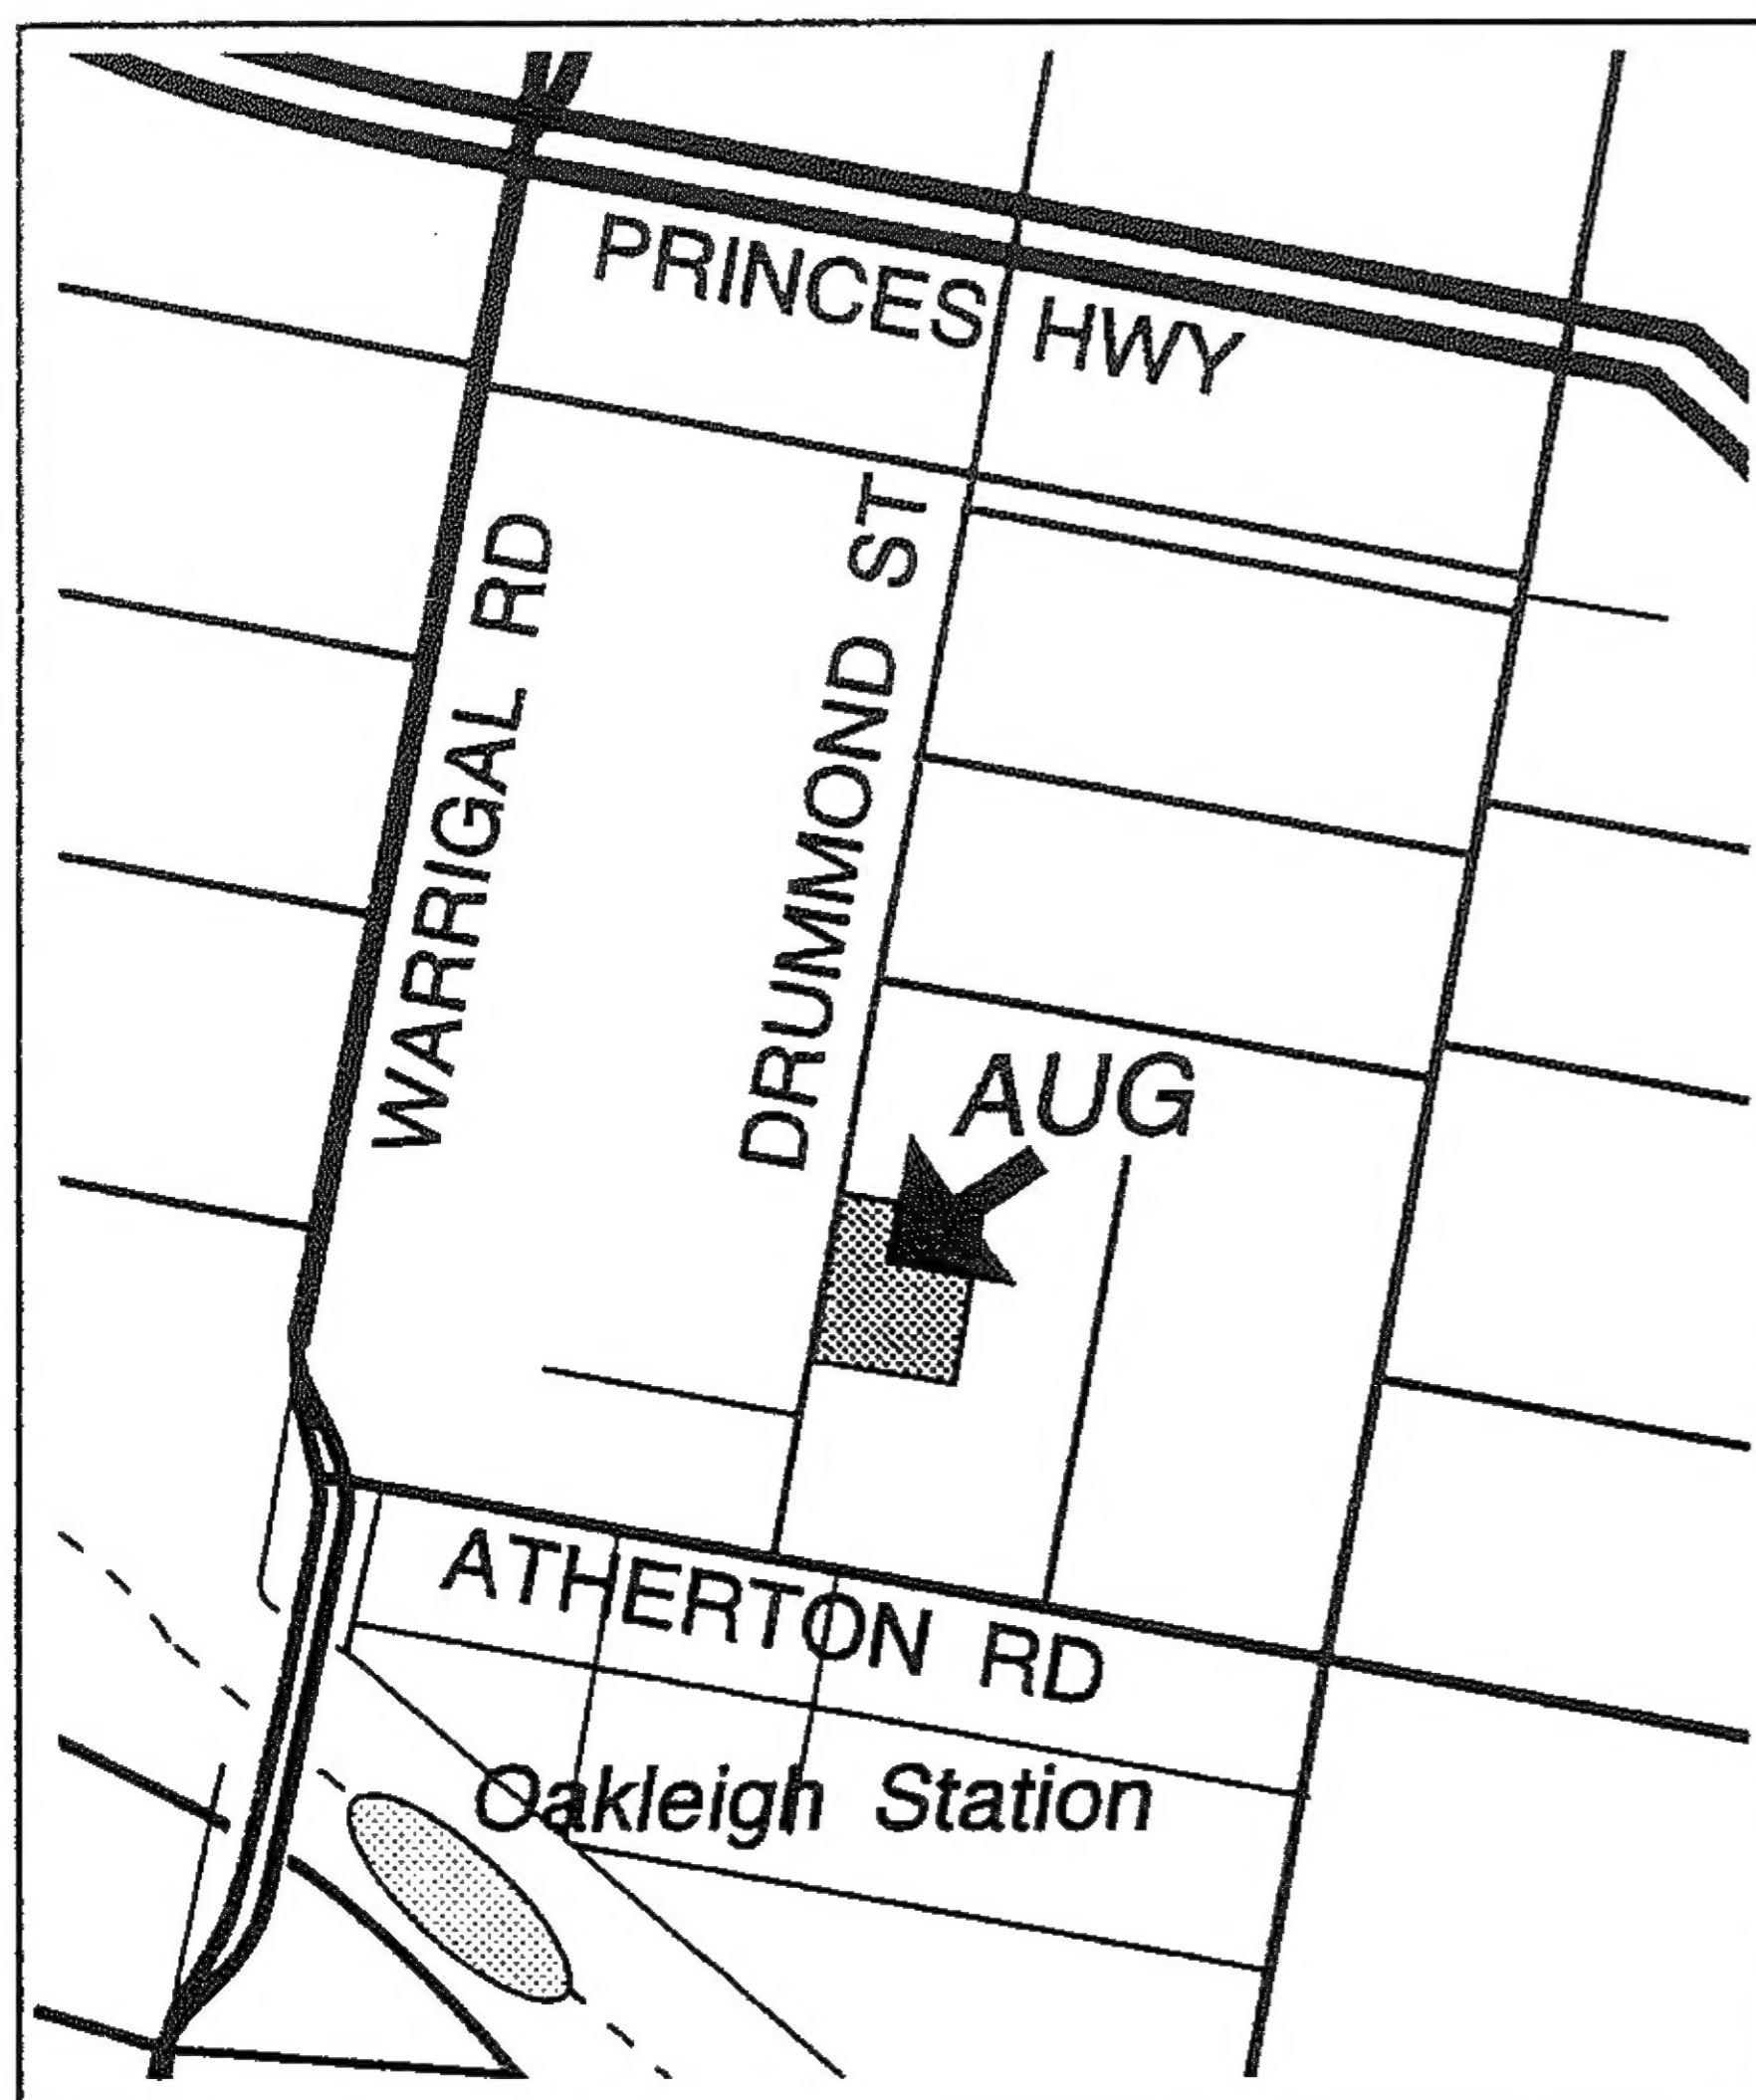 PRINCES HWY
WARRIGAL RD
DRUMMOND ST
AUG
ATHERTON RD
Oakleigh Station